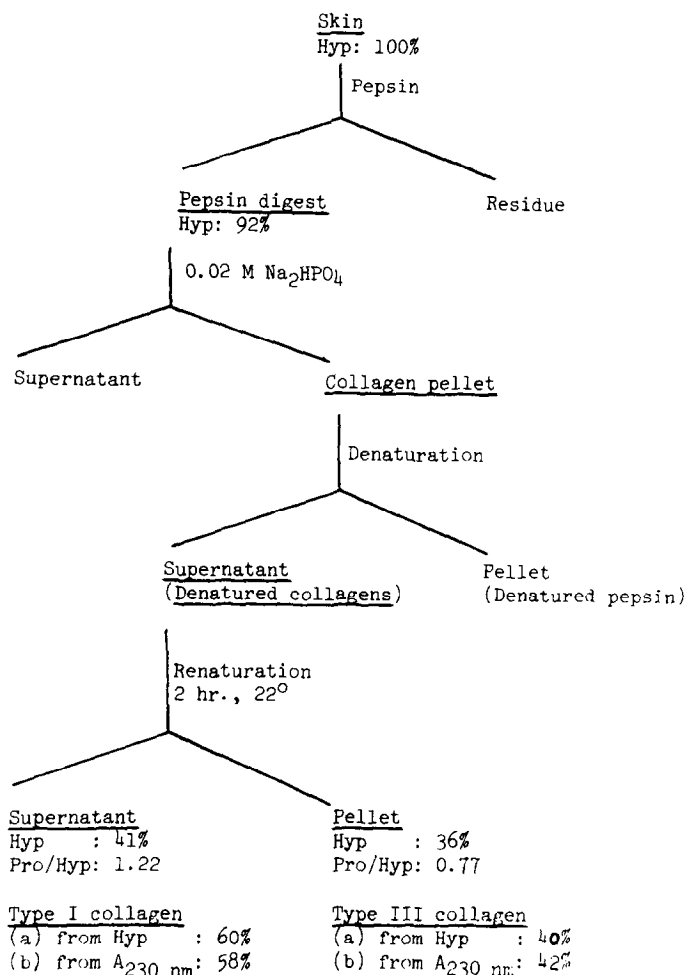 Skin
Hyp: 100%
Pepsin
Pepsin digest
Hyp: 92%
Residue
0.02 M Na2HPO4
Supernatant
Collagen pellet
Denaturation
Supernatant
(Denatured collagens)
Pellet
(Denatured pepsin)
Renaturation
2 hr., 22°
Supernatant
Hyp : 41%
Pro/Hyp: 1.22
Pellet
Hyp : 36%
Pro/Hyp: 0.77
Type I collagen
(a) from Hyp : 60%
(b) from A230 nm: 58%
Type III collagen
(a) from Hyp : 40%
(b) from A230 nm: 42%